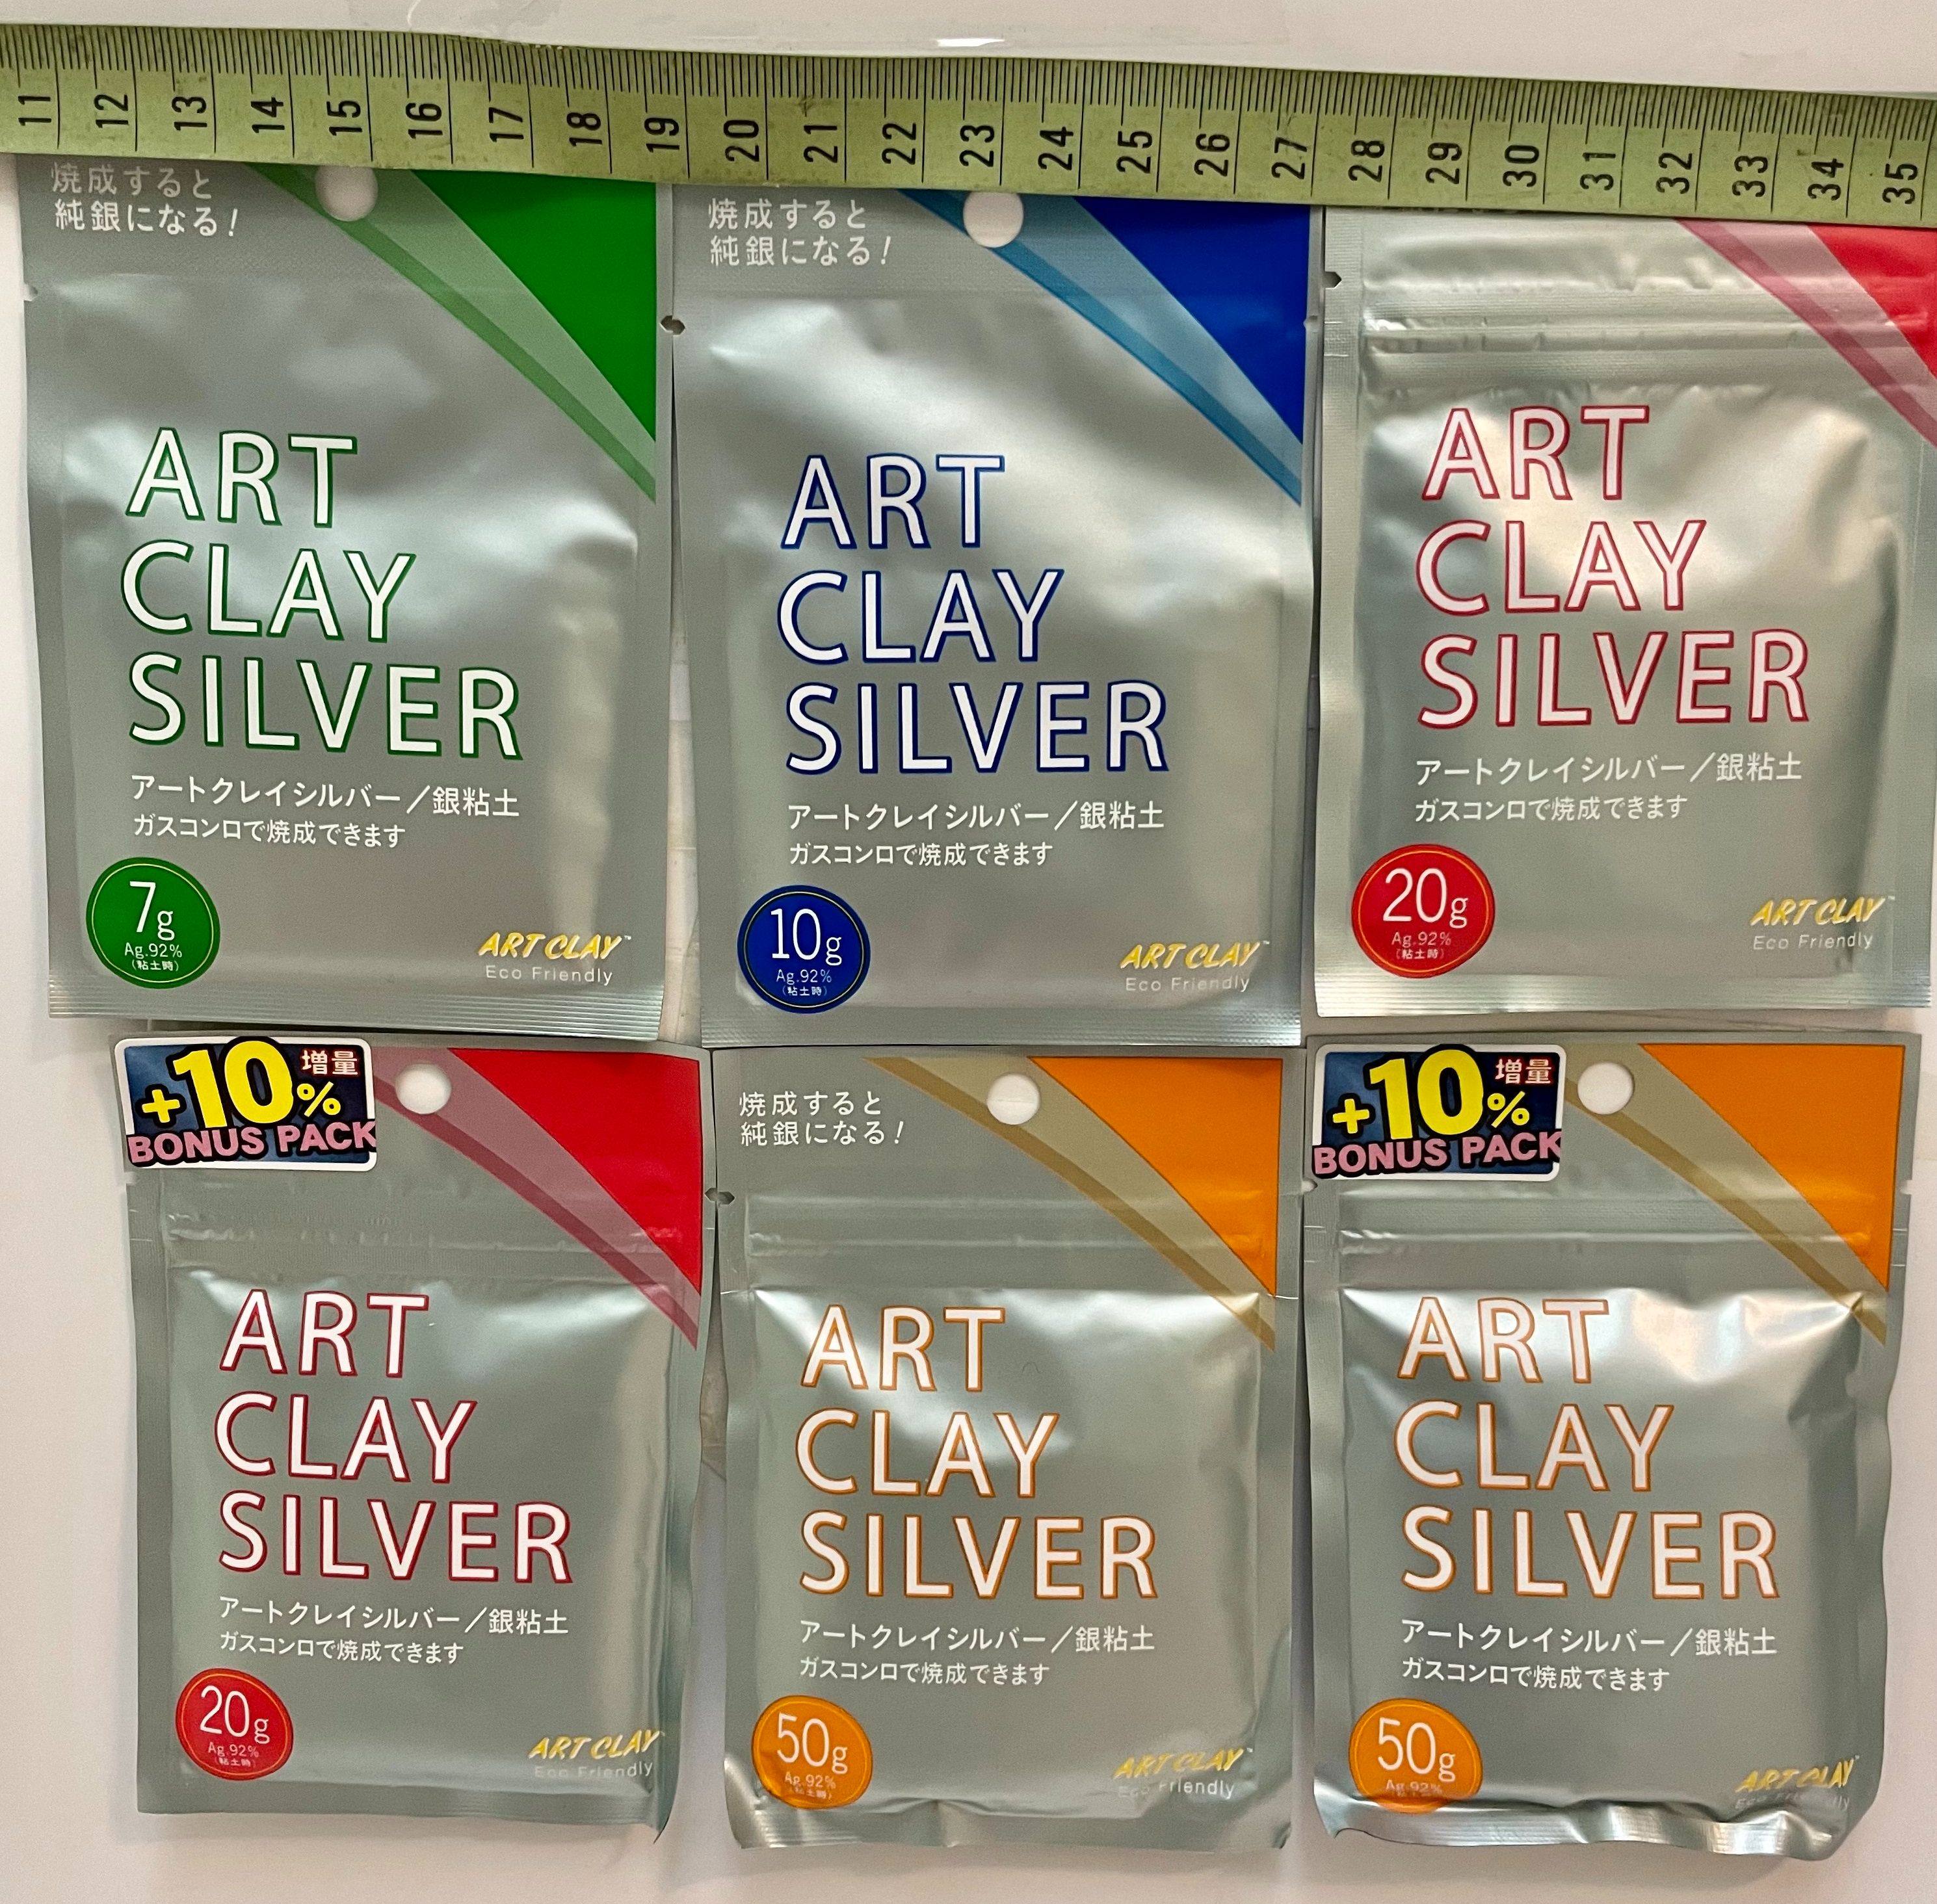 11 12 13 14 15 16 17 18 19 20 21 22 23 24 25 26 27 28 29 30 31 32 33 34 35
焼成すると
純銀になる!
ART
CLAY
SILVER
アートクレイシルバー/銀粘土
ガスコンロで焼成できます
7g
Ag.92%
(粘土時)
ART CLAY™
Eco Friendly
焼成すると
純銀になる!
ART
CLAY
SILVER
アートクレイシルバー/銀粘土
ガスコンロで焼成できます
10g
Ag.92%
(粘土時)
ART CLAY™
Eco Friendly
ART
CLAY
SILVER
アートクレイシルバー/銀粘土
ガスコンロで焼成できます
20g
Ag.92%
(粘土時)
ART CLAY™
Eco Friendly
+10% 増量
BONUS PACK
ART
CLAY
SILVER
アートクレイシルバー/銀粘土
ガスコンロで焼成できます
20g
Ag.92%
(粘土時)
ART CLAY™
Eco Friendly
焼成すると
純銀になる!
ART
CLAY
SILVER
アートクレイシルバー/銀粘土
ガスコンロで焼成できます
50g
Ag.92%
(粘土時)
ART CLAY™
Eco Friendly
+10% 増量
BONUS PACK
ART
CLAY
SILVER
アートクレイシルバー/銀粘土
ガスコンロで焼成できます
50g
Ag.92%
ART CLAY™
Eco Friendly